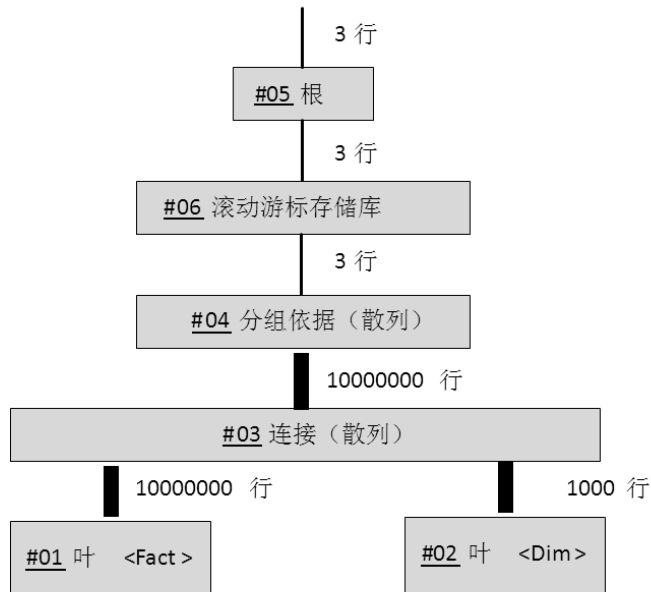 3 行
#05 根
3 行
#06 滚动游标存储库
3 行
#04 分组依据（散列）
10000000 行
#03 连接（散列）
10000000 行
1000 行
#01 叶 <Fact>
#02 叶 <Dim>